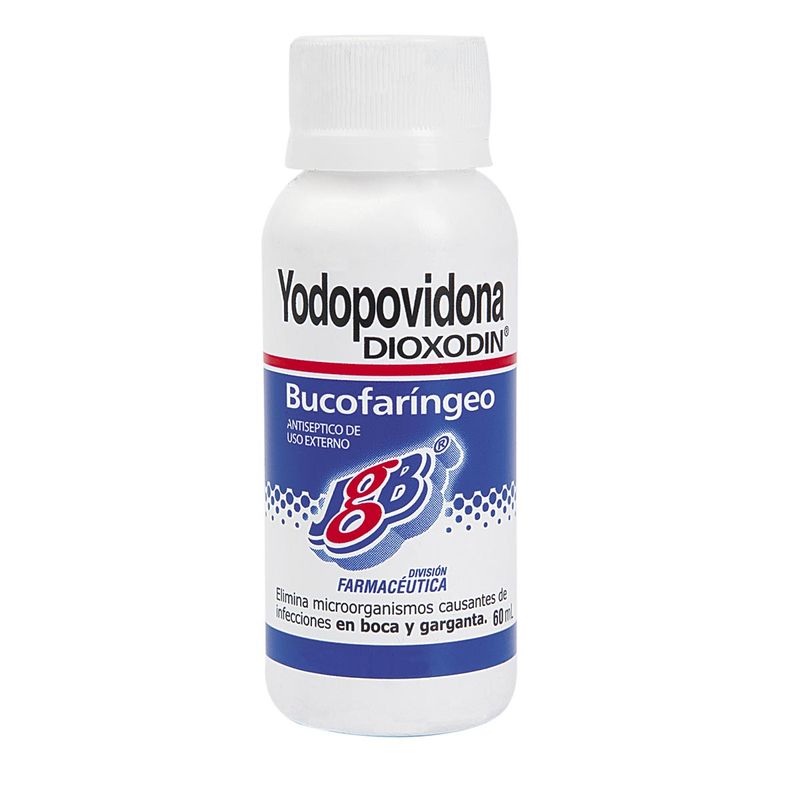 Yodopovidona
DIOXODIN®
Bucofaríngeo
ANTISEPTICO DE
USO EXTERNO
JGB®
DIVISIÓN
FARMACÉUTICA
Elimina microorganismos causantes de
infecciones en boca y garganta. 60 mL